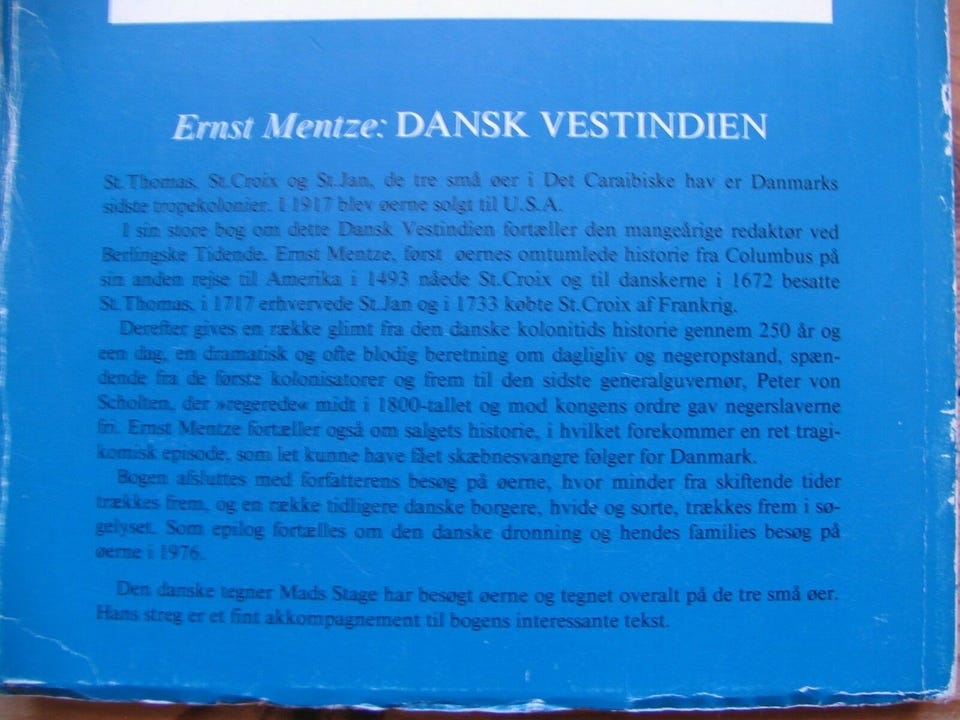 Ernst Mentze: DANSK VESTINDIEN
St.Thomas, St.Croix og St.Jan, de tre små øer i Det Caraibiske hav er Danmarks
sidste tropekolonier. I 1917 blev øerne solgt til U.S.A.
I sin store bog om dette Dansk Vestindien fortæller den mangeårige redaktør ved
Berlingske Tidende, Ernst Mentze, først øernes omtumlede historie fra Columbus på
sin anden rejse til Amerika i 1493 nåede St.Croix og til danskerne i 1672 besatte
St.Thomas, i 1717 erhvervede St.Jan og i 1733 købte St.Croix af Frankrig.
Derefter gives en række glimt fra den danske kolonitids historie gennem 250 år og
een dag, en dramatisk og ofte blodig beretning om dagligliv og negeropstand, spæn-
dende fra de første kolonisatorer og frem til den sidste generalguvernør, Peter von
Scholten, der »regerede« midt i 1800-tallet og mod kongens ordre gav negerslaverne
fri. Ernst Mentze fortæller også om salgets historie, i hvilket forekommer en ret tragi-
komisk episode, som let kunne have fået skæbnesvangre følger for Danmark.
Bogen afsluttes med forfatterens besøg på øerne, hvor minder fra skiftende tider
trækkes frem, og en række tidligere danske borgere, hvide og sorte, trækkes frem i sø-
gelyset. Som epilog fortælles om den danske dronning og hendes families besøg på
øerne i 1976.
Den danske tegner Mads Stage har besøgt øerne og tegnet overalt på de tre små øer.
Hans streg er et fint akkompagnement til bogens interessante tekst.